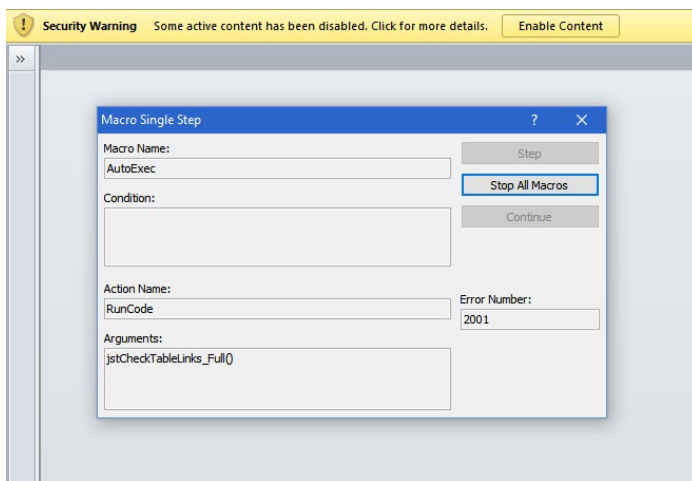 Security Warning Some active content has been disabled. Click for more details. Enable Content
»
Macro Single Step ? ×
Macro Name:
AutoExec
Step
Stop All Macros
Condition:
Continue
Action Name:
RunCode
Error Number:
2001
Arguments:
jstCheckTableLinks_Full()